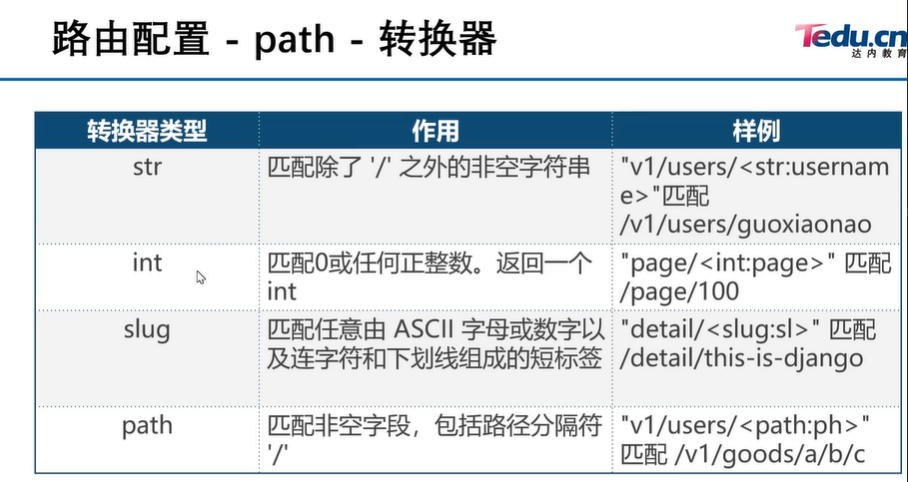 路由配置 - path - 转换器
Tedu.cn
达内教育
转换器类型
作用
样例
str
匹配除了 '/' 之外的非空字符串
"v1/users/<str:usernam
e>"匹配
/v1/users/guoxiaonao
int
匹配0或任何正整数。返回一个
int
"page/<int:page>" 匹配
/page/100
slug
匹配任意由 ASCII 字母或数字以
及连字符和下划线组成的短标签
"detail/<slug:sl>" 匹配
/detail/this-is-django
path
匹配非空字段，包括路径分隔符
'/'
"v1/users/<path:ph>"
匹配 /v1/goods/a/b/c